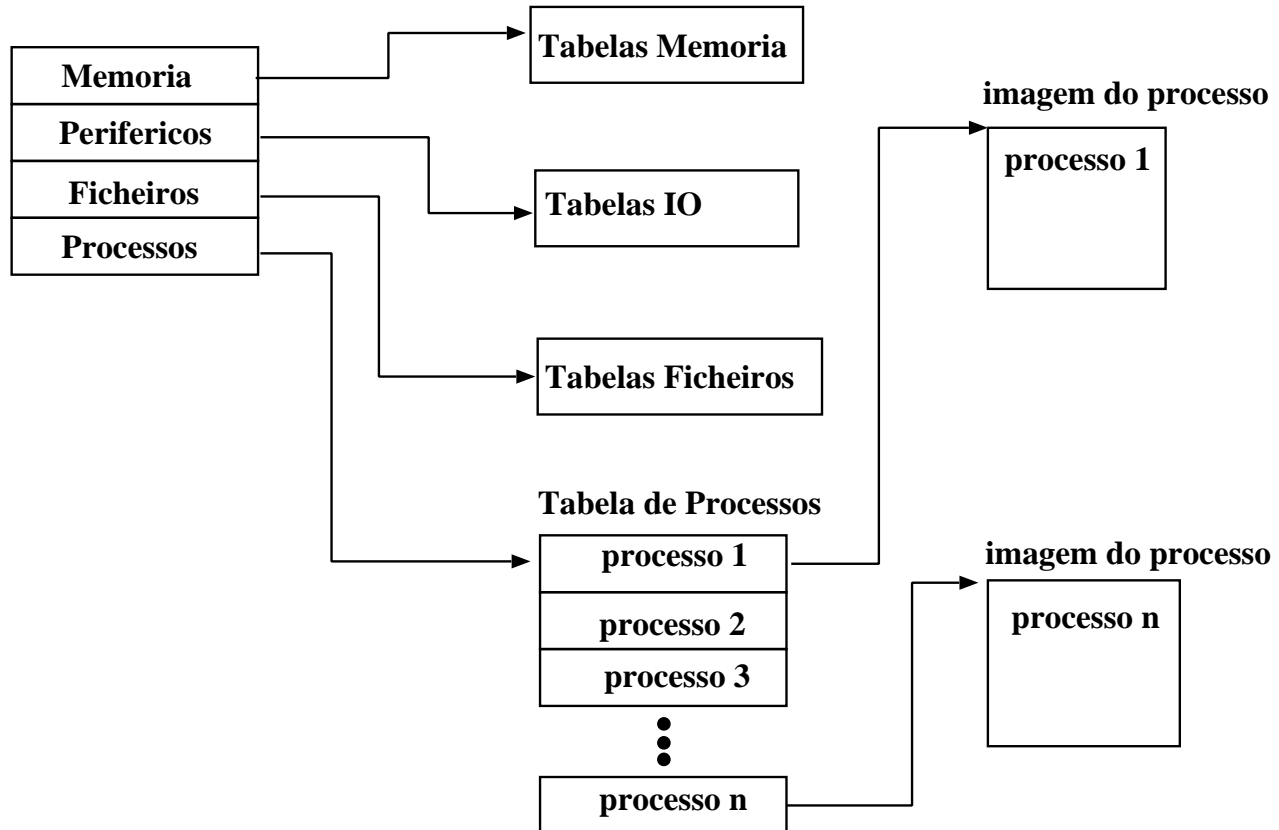 Memoria
Perifericos
Ficheiros
Processos
Tabelas Memoria
Tabelas IO
Tabelas Ficheiros
Tabela de Processos
processo 1
processo 2
processo 3
processo n
imagem do processo
processo 1
imagem do processo
processo n